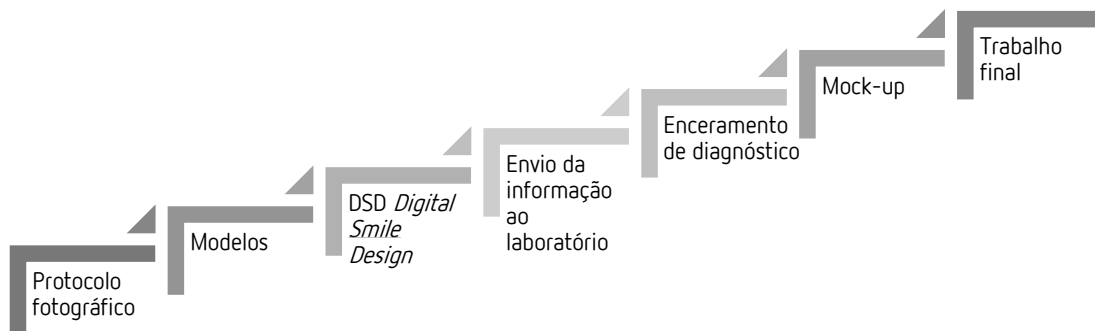 Protocolo
fotográfico
Modelos
DSD Digital
Smile
Design
Envio da
informação
ao
laboratório
Enceramento
de diagnóstico
Mock-up
Trabalho
final